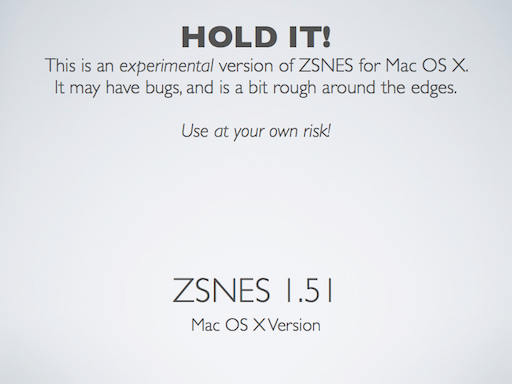 HOLD IT!
This is an experimental version of ZSNES for Mac OS X.
It may have bugs, and is a bit rough around the edges.
Use at your own risk!
ZSNES 1.51
Mac OS X Version